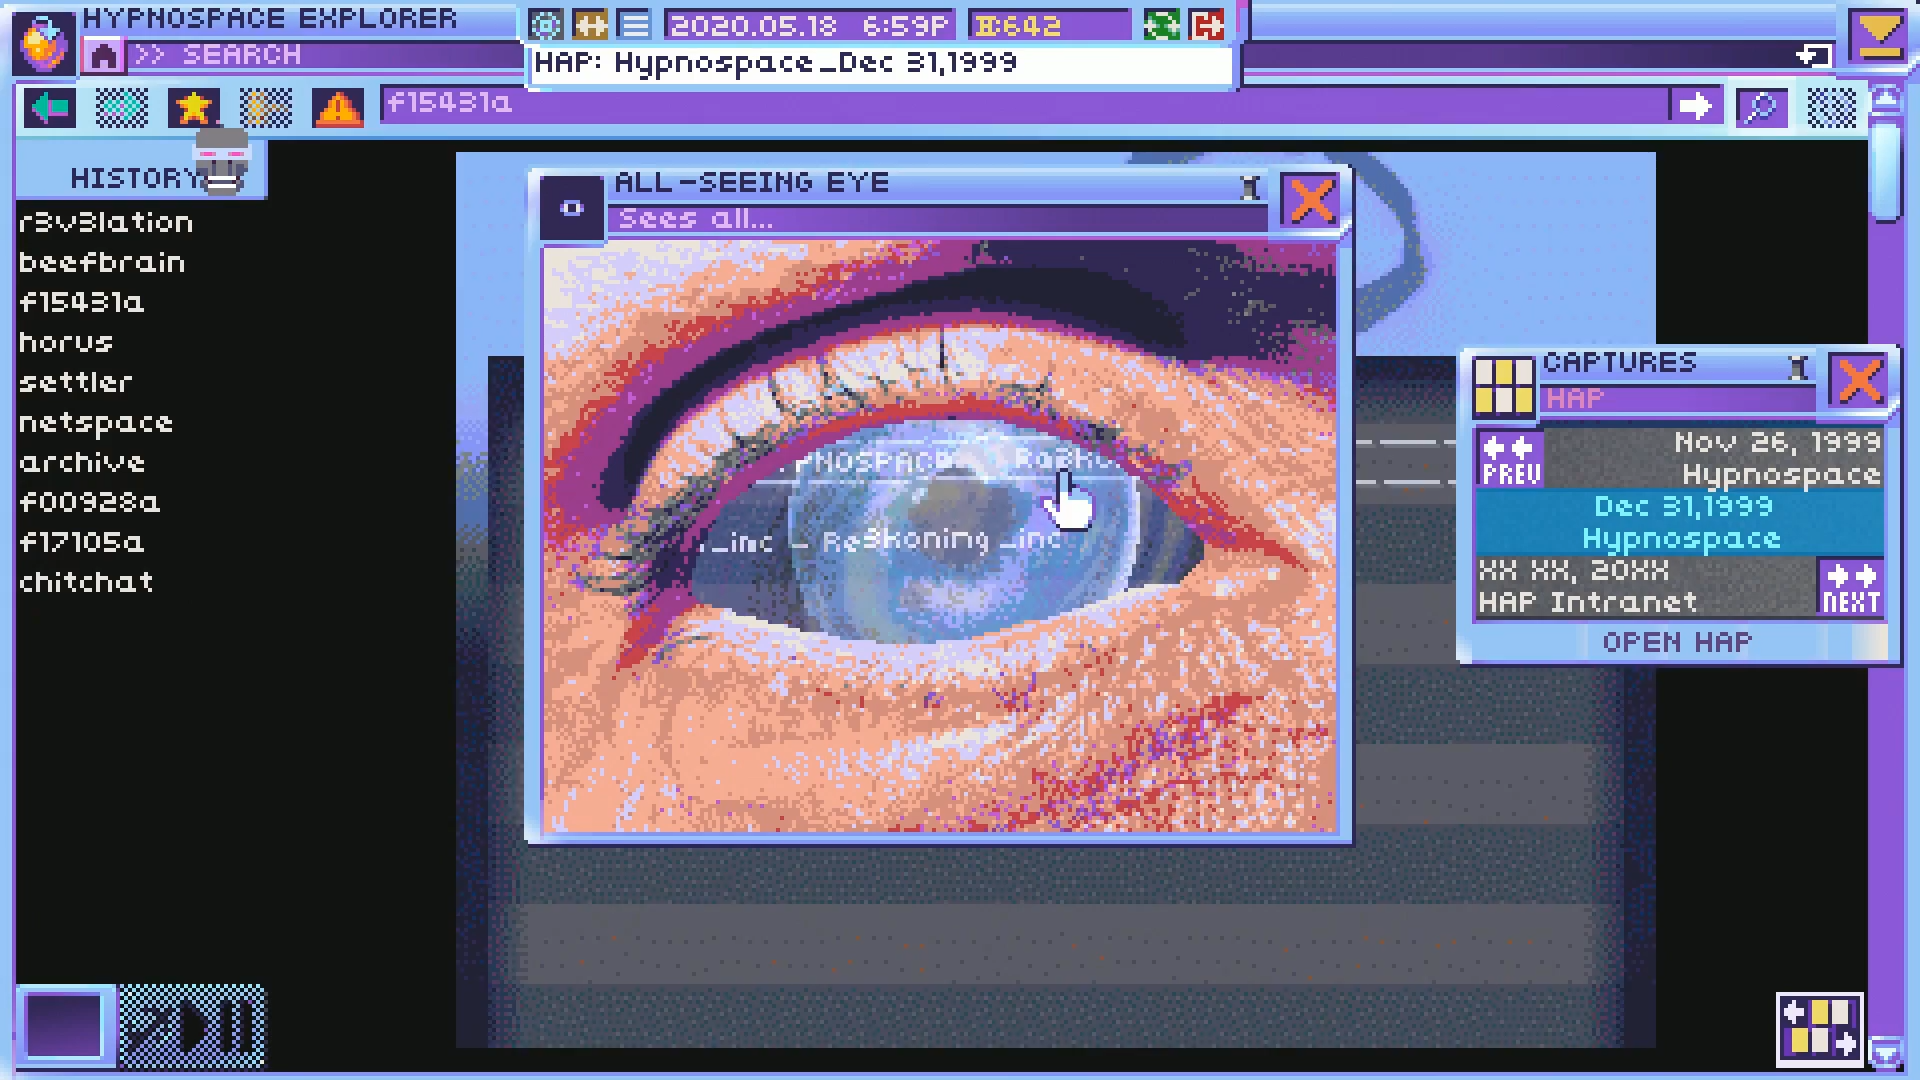 HYPNOSPACE EXPLORER
>> SEARCH
2020.05.18 6:59P
642
HAP: Hypnospace_Dec 31,1999
f15431a
HISTORY
r3v3lation
beefbrain
f15431a
horus
settler
netspace
archive
f00928a
f17105a
chitchat
ALL-SEEING EYE
Sees all...
_inc - Re3koning _inc
CAPTURES
HAP
PREV
Nov 26, 1999
Hypnospace
Dec 31,1999
Hypnospace
XX XX, 20XX
HAP Intranet
NEXT
OPEN HAP